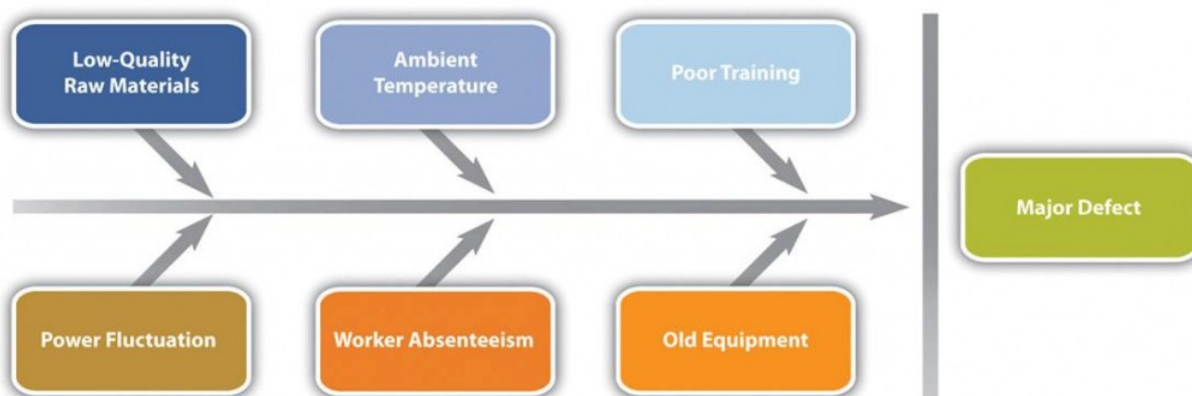 Low-Quality
Raw Materials
Ambient
Temperature
Poor Training
Major Defect
Power Fluctuation
Worker Absenteeism
Old Equipment